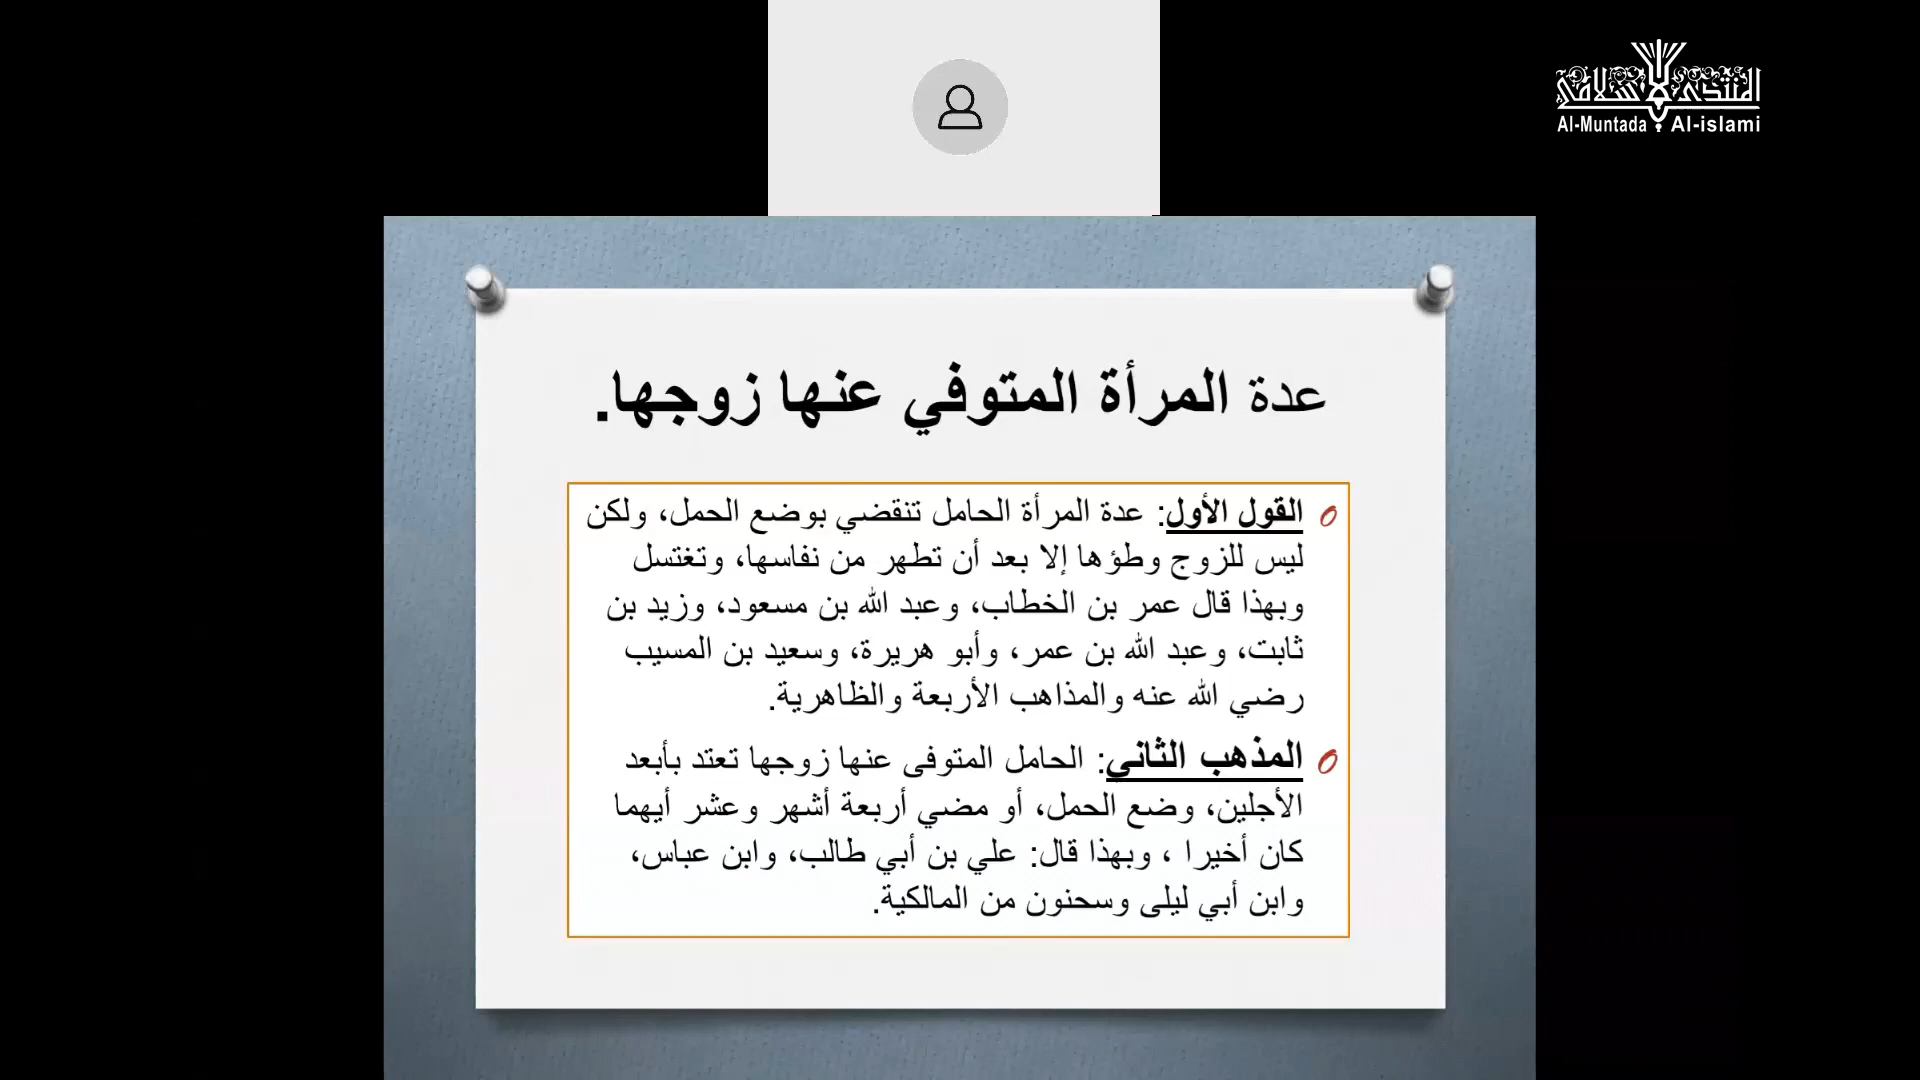 المنتدى الإسلامي
Al-Muntada Al-islami
عدة المرأة المتوفي عنها زوجها.
القول الأول: عدة المرأة الحامل تنقضي بوضع الحمل، ولكن
ليس للزوج وطؤها إلا بعد أن تطهر من نفاسها، وتغتسل
وبهذا قال عمر بن الخطاب، وعبد الله بن مسعود، وزيد بن
ثابت، وعبد الله بن عمر، وأبو هريرة، وسعيد بن المسيب
رضي الله عنه والمذاهب الأربعة والظاهرية.
المذهب الثاني: الحامل المتوفى عنها زوجها تعتد بأبعد
الأجلين، وضع الحمل، أو مضي أربعة أشهر وعشر أيهما
كان أخيرا ، وبهذا قال: علي بن أبي طالب، وابن عباس،
وابن أبي ليلى وسحنون من المالكية.